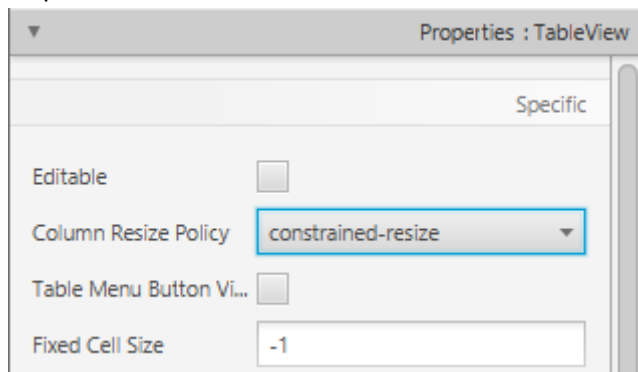 Properties : TableView
Specific
Editable
Column Resize Policy constrained-resize
Table Menu Button Vi...
Fixed Cell Size -1